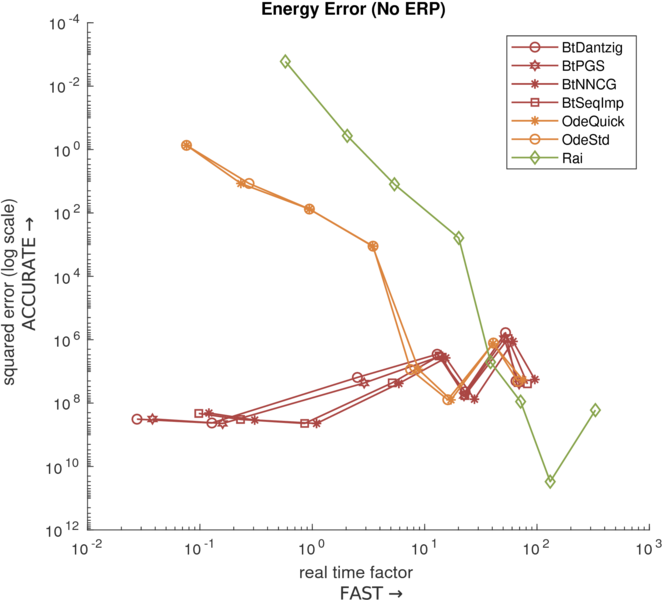 Energy Error (No ERP)
BtDantzig
BtPGS
BtNNCG
BtSeqImp
OdeQuick
OdeStd
Rai
squared error (log scale)
ACCURATE →
10^-4
10^-2
10^0
10^2
10^4
10^6
10^8
10^10
10^12
10^-2
10^-1
10^0
10^1
10^2
10^3
real time factor
FAST →